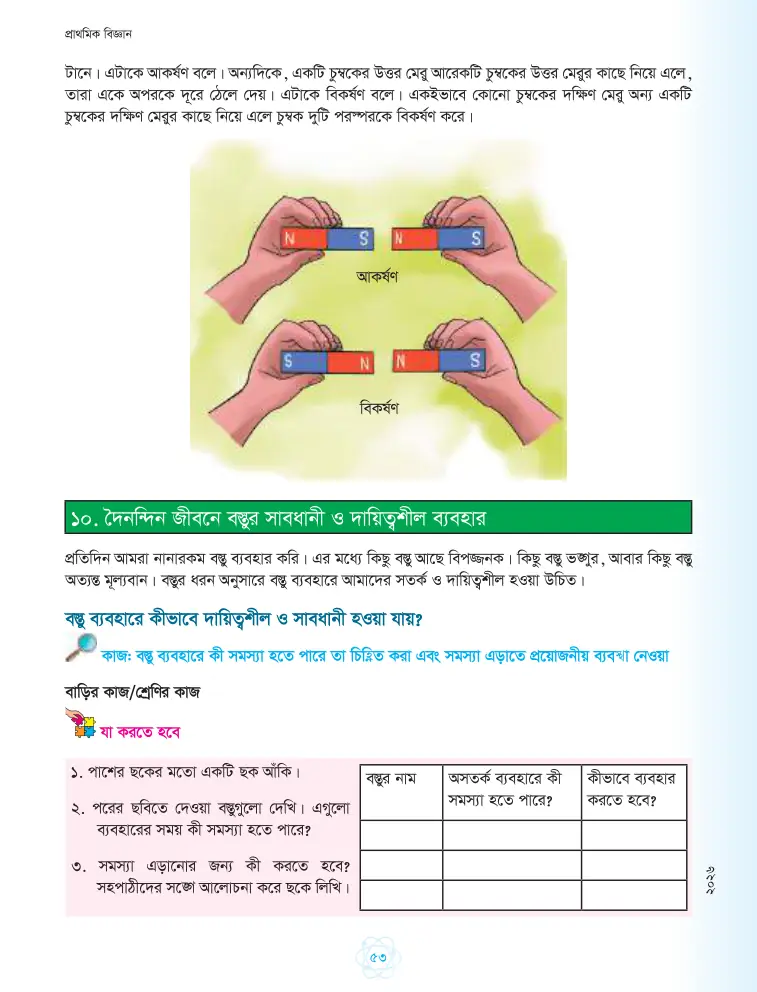 প্রাথমিক বিজ্ঞান
টানে। এটাকে আকর্ষণ বলে। অন্যদিকে, একটি চুম্বকের উত্তর মেরু আরেকটি চুম্বকের উত্তর মেরুর কাছে নিয়ে এলে,
তারা একে অপরকে দূরে ঠেলে দেয়। এটাকে বিকর্ষণ বলে। একইভাবে কোনো চুম্বকের দক্ষিণ মেরু অন্য একটি
চুম্বকের দক্ষিণ মেরুর কাছে নিয়ে এলে চুম্বক দুটি পরস্পরকে বিকর্ষণ করে।
N S N S
আকর্ষণ
S N N S
বিকর্ষণ
১০. দৈনন্দিন জীবনে বস্তুর সাবধানী ও দায়িত্বশীল ব্যবহার
প্রতিদিন আমরা নানারকম বস্তু ব্যবহার করি। এর মধ্যে কিছু বস্তু আছে বিপজ্জনক। কিছু বস্তু ভঙ্গুর, আবার কিছু বস্তু
অত্যন্ত মূল্যবান। বস্তুর ধরন অনুসারে বস্তু ব্যবহারে আমাদের সতর্ক ও দায়িত্বশীল হওয়া উচিত।
বস্তু ব্যবহারে কীভাবে দায়িত্বশীল ও সাবধানী হওয়া যায়?
কাজ: বস্তু ব্যবহারে কী সমস্যা হতে পারে তা চিহ্নিত করা এবং সমস্যা এড়াতে প্রয়োজনীয় ব্যবস্থা নেওয়া
বাড়ির কাজ/শ্রেণির কাজ
যা করতে হবে
১. পাশের ছকের মতো একটি ছক আঁকি।
২. পরের ছবিতে দেওয়া বস্তুগুলো দেখি। এগুলো
ব্যবহারের সময় কী সমস্যা হতে পারে?
৩. সমস্যা এড়ানোর জন্য কী করতে হবে?
সহপাঠীদের সঙ্গে আলোচনা করে ছকে লিখি।
বস্তুর নাম
অসতর্ক ব্যবহারে কী
সমস্যা হতে পারে?
কীভাবে ব্যবহার
করতে হবে?
২০২৬
৫৩